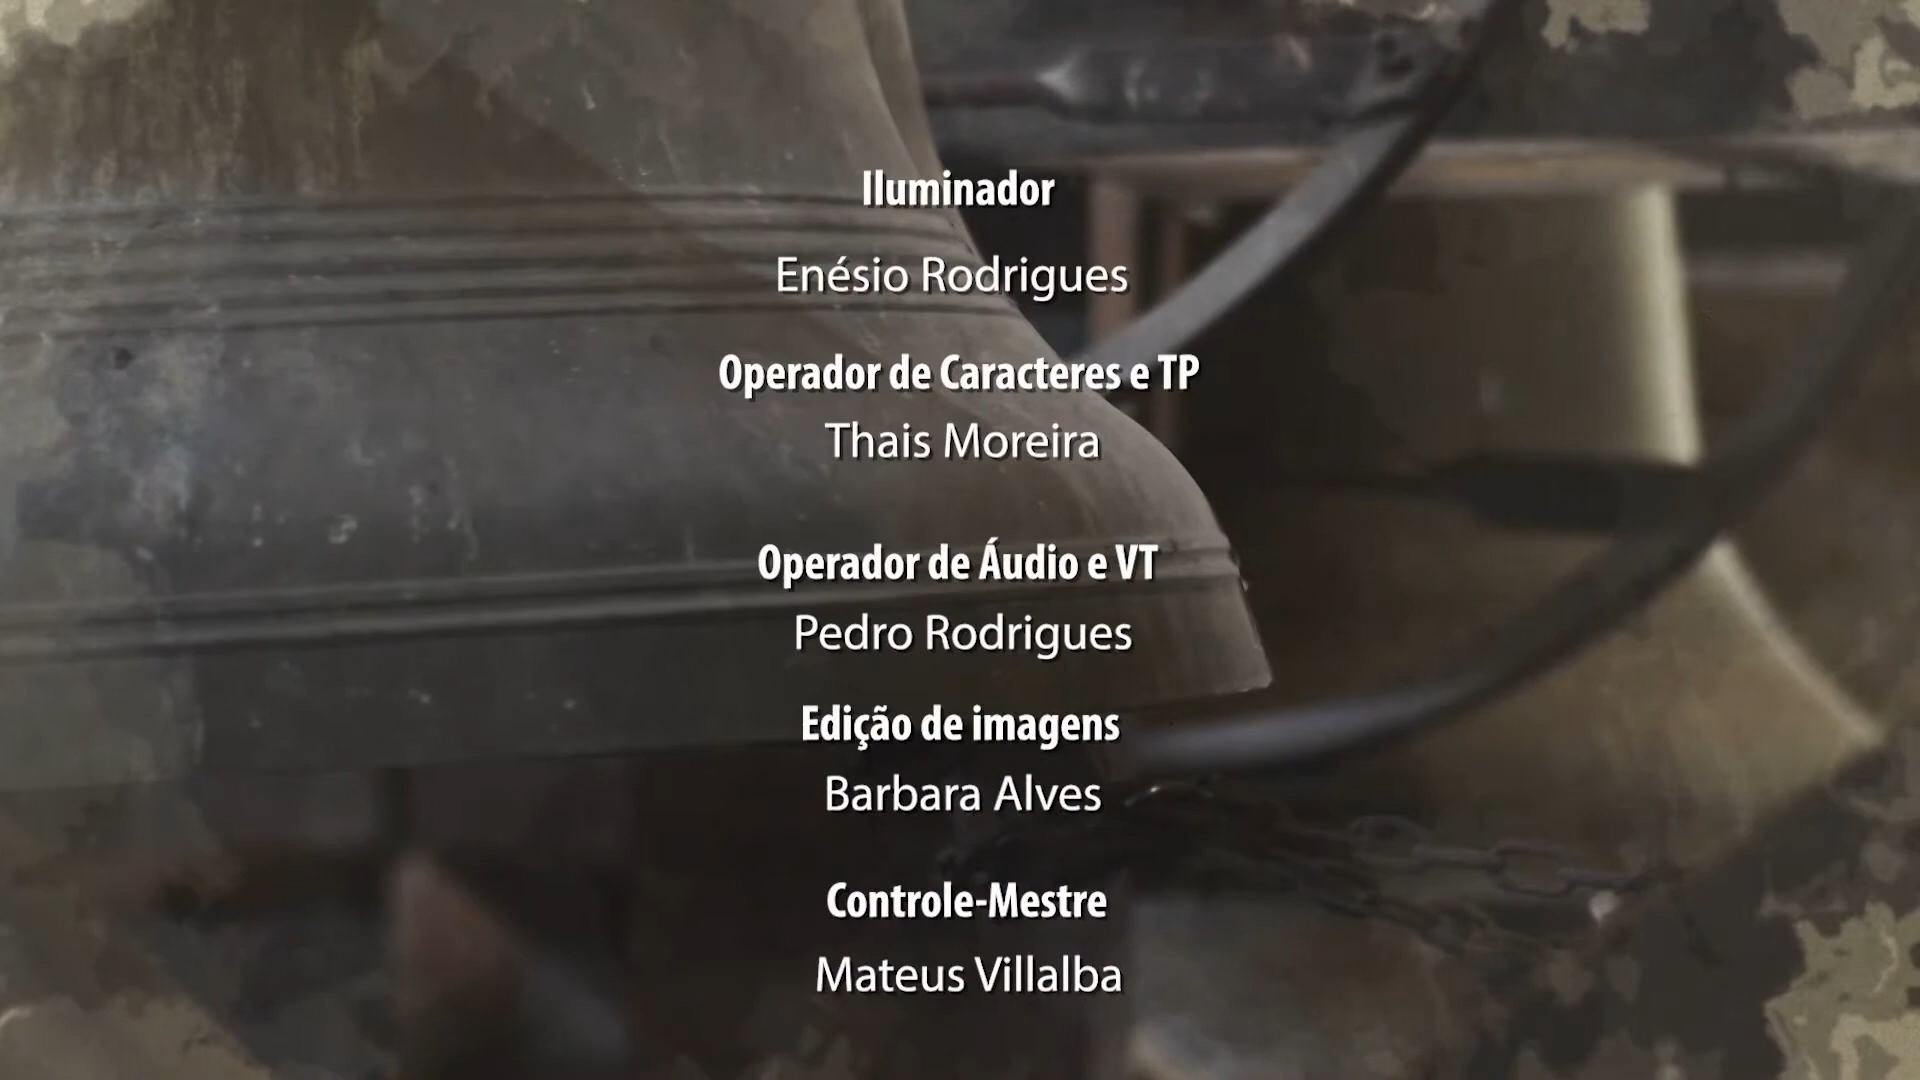 Iluminador
Enésio Rodrigues
Operador de Caracteres e TP
Thais Moreira
Operador de Áudio e VT
Pedro Rodrigues
Edição de imagens
Barbara Alves
Controle-Mestre
Mateus Villalba